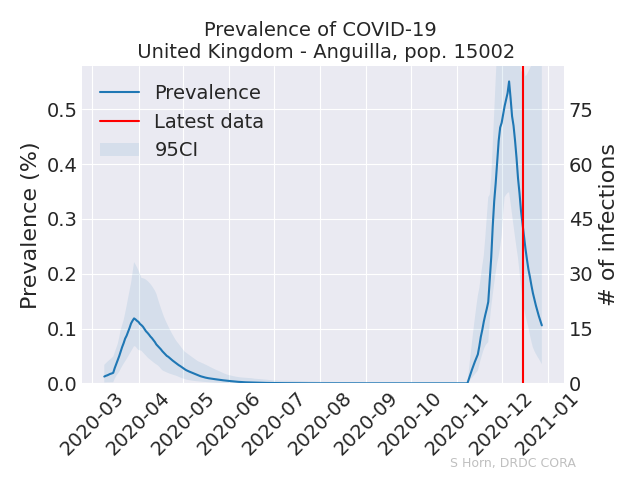 Prevalence of COVID-19
United Kingdom - Anguilla, pop. 15002
Prevalence
Latest data
95CI
Prevalence (%)
0.5
0.4
0.3
0.2
0.1
0.0
# of infections
75
60
45
30
15
0
2020-03
2020-04
2020-05
2020-06
2020-07
2020-08
2020-09
2020-10
2020-11
2020-12
2021-01
S Horn, DRDC CORA